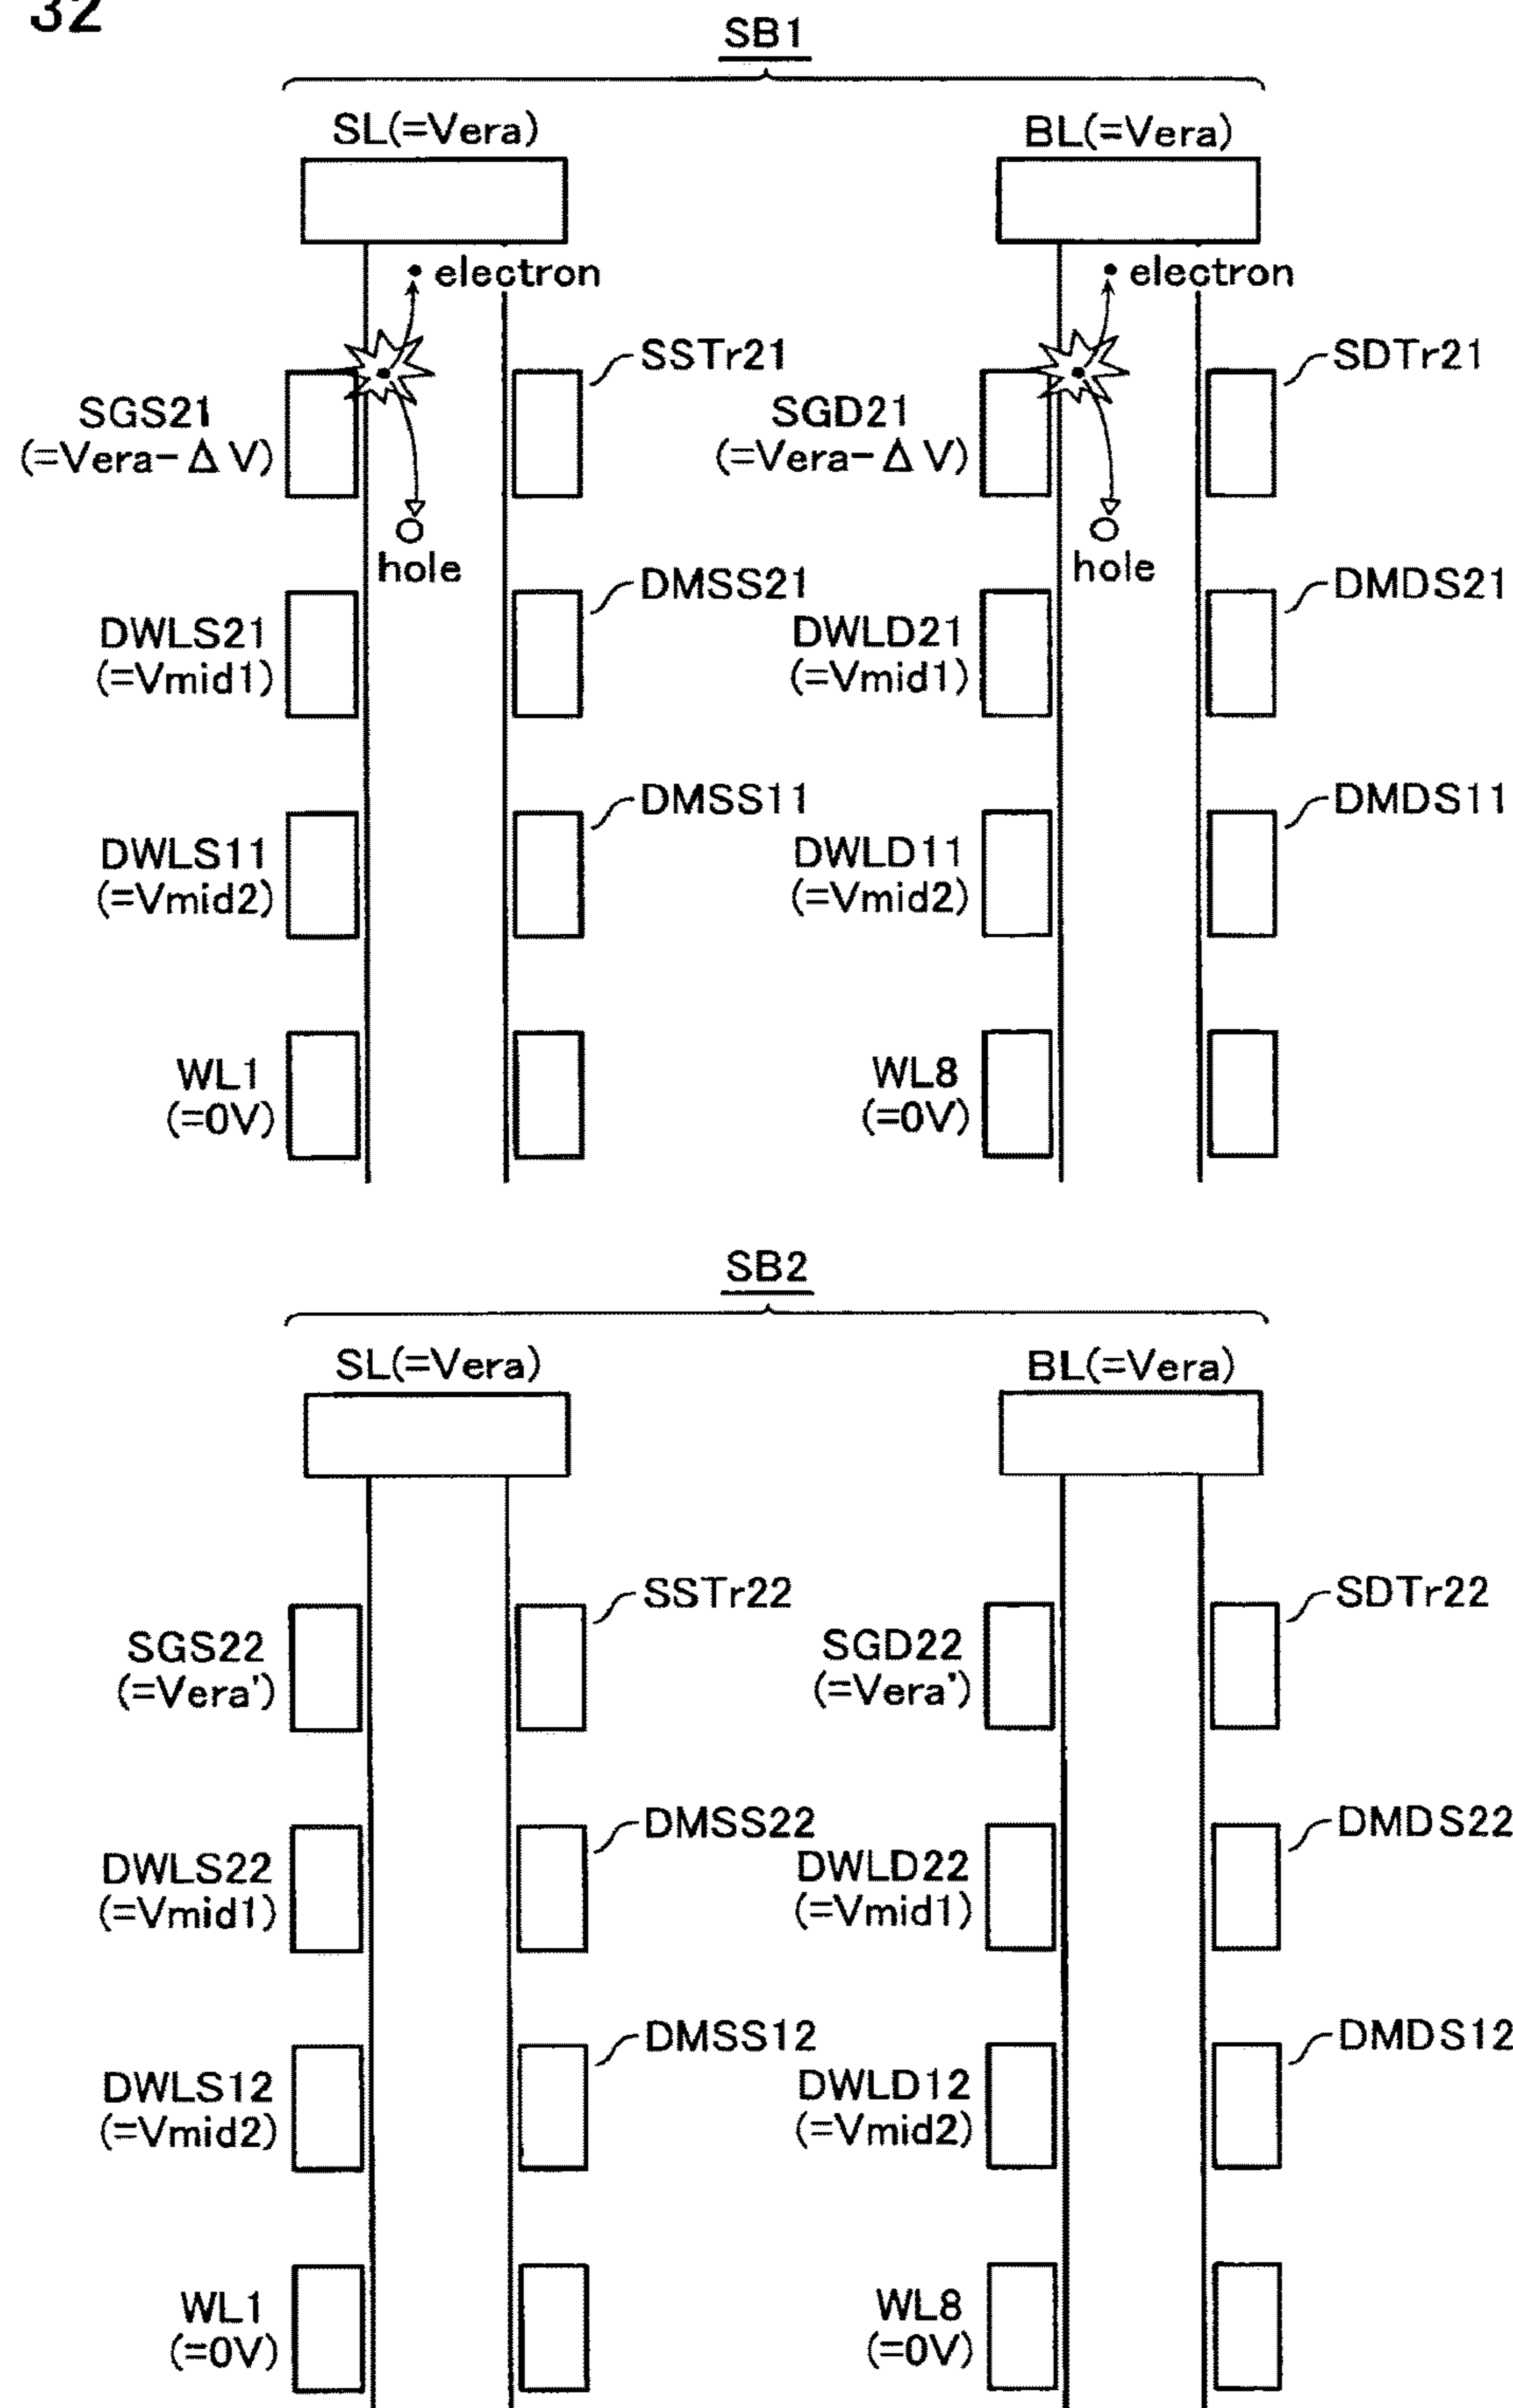 32
SB1
SL(=Vera)
BL(=Vera)
electron
electron
SSTr21
SDTr21
SGS21
(=Vera-ΔV)
SGD21
(=Vera-ΔV)
hole
hole
DMSS21
DMDS21
DWLS21
(=Vmid1)
DWLD21
(=Vmid1)
DMSS11
DMDS11
DWLS11
(=Vmid2)
DWLD11
(=Vmid2)
WL1
(=0V)
WL8
(=0V)
SB2
SL(=Vera)
BL(=Vera)
SSTr22
SDTr22
SGS22
(=Vera')
SGD22
(=Vera')
DMSS22
DMDS22
DWLS22
(=Vmid1)
DWLD22
(=Vmid1)
DMSS12
DMDS12
DWLS12
(=Vmid2)
DWLD12
(=Vmid2)
WL1
(=0V)
WL8
(=0V)